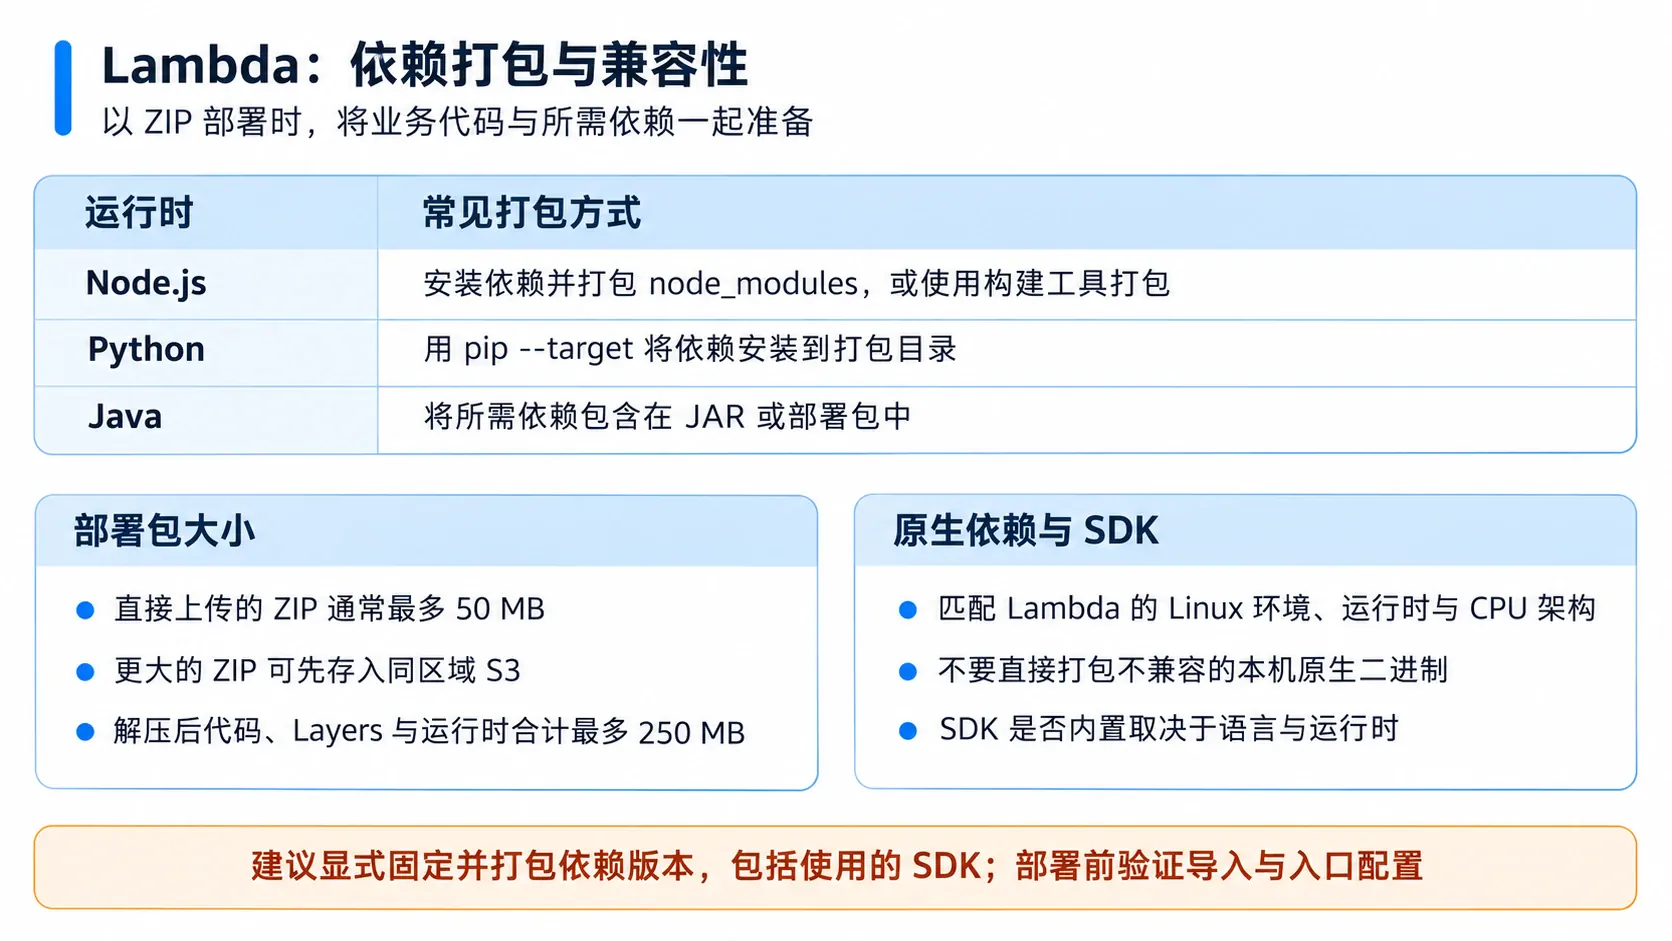 Lambda：依赖打包与兼容性
以 ZIP 部署时，将业务代码与所需依赖一起准备
运行时
常见打包方式
Node.js
安装依赖并打包 node_modules，或使用构建工具打包
Python
用 pip --target 将依赖安装到打包目录
Java
将所需依赖包含在 JAR 或部署包中
部署包大小
直接上传的 ZIP 通常最多 50 MB
更大的 ZIP 可先存入同区域 S3
解压后代码、Layers 与运行时合计最多 250 MB
原生依赖与 SDK
匹配 Lambda 的 Linux 环境、运行时与 CPU 架构
不要直接打包不兼容的本机原生二进制
SDK 是否内置取决于语言与运行时
建议显式固定并打包依赖版本，包括使用的 SDK；部署前验证导入与入口配置